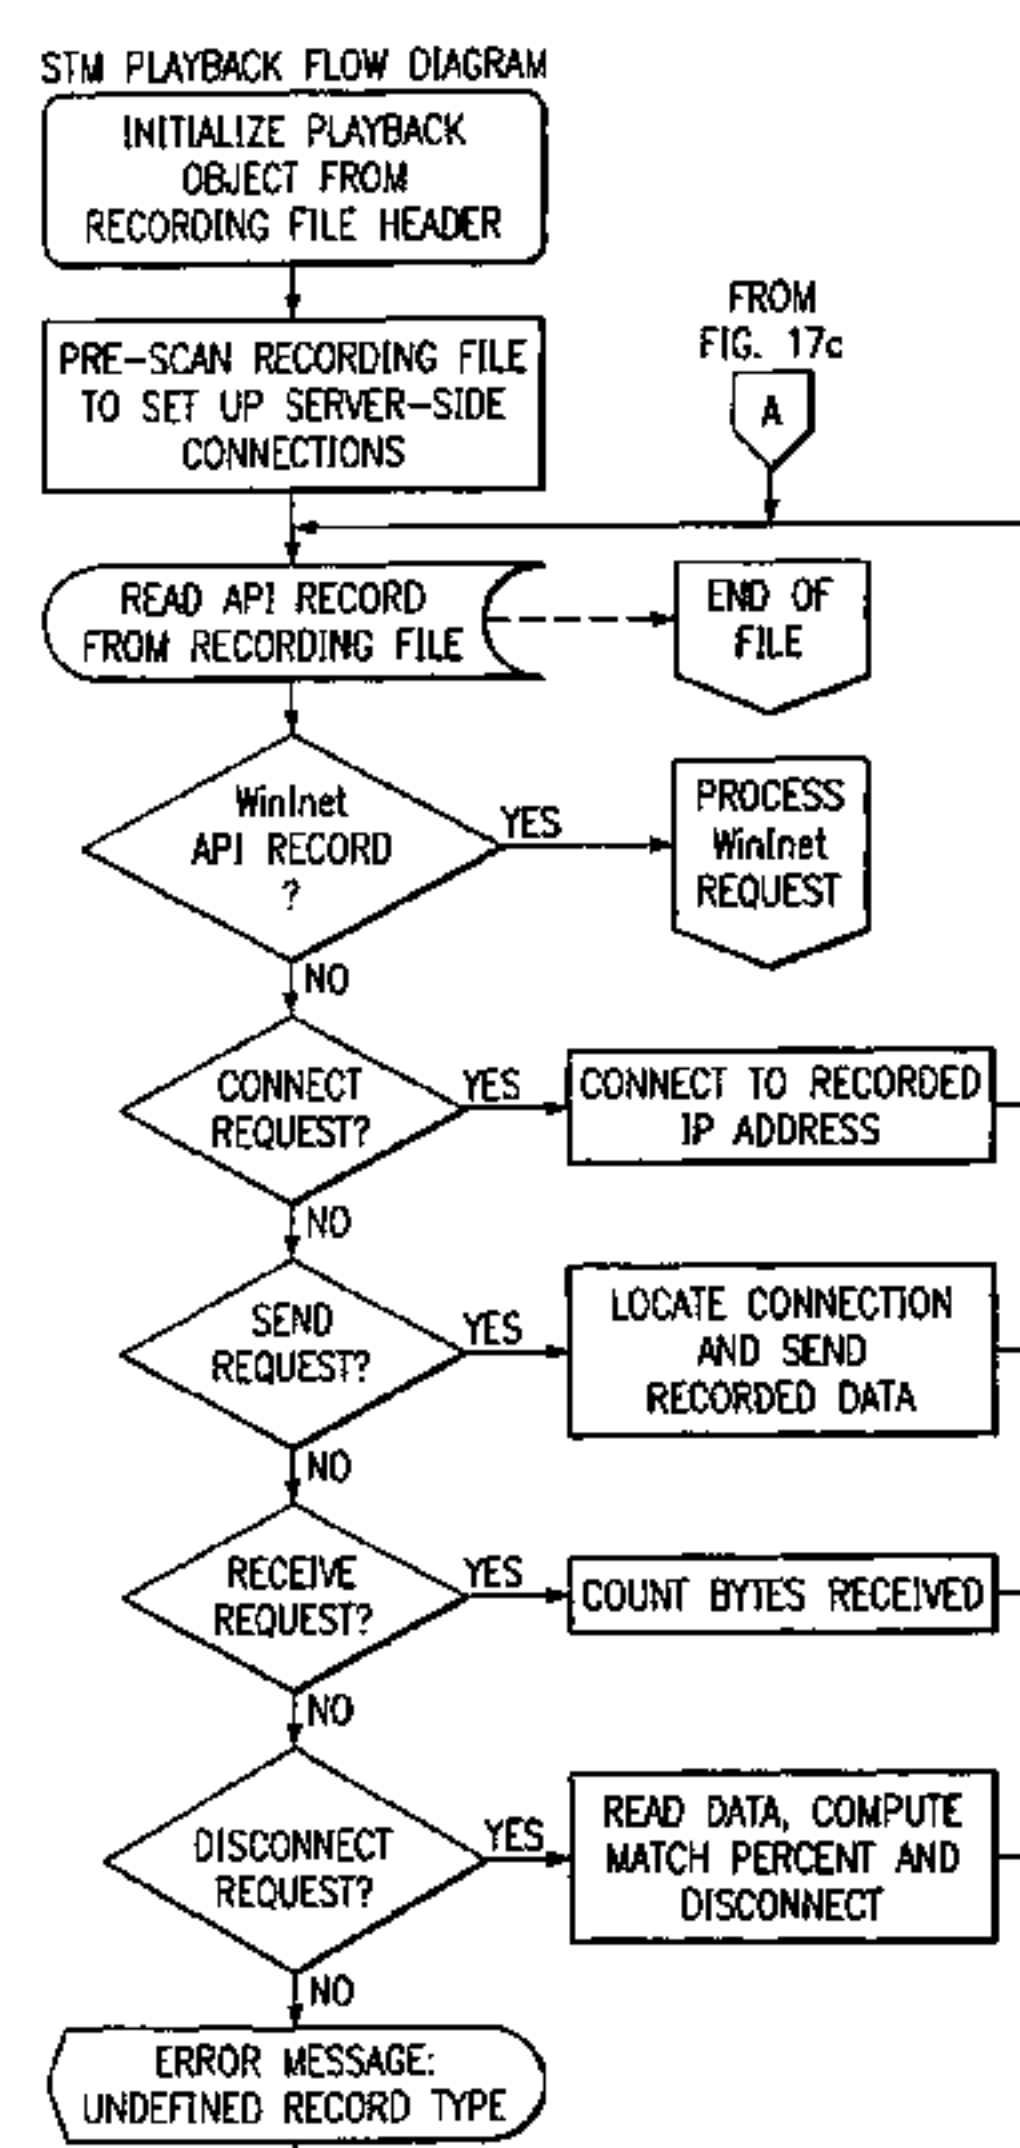 STM PLAYBACK FLOW DIAGRAM
INITIALIZE PLAYBACK
OBJECT FROM
RECORDING FILE HEADER
PRE-SCAN RECORDING FILE
TO SET UP SERVER-SIDE
CONNECTIONS
FROM
FIG. 17c
A
READ API RECORD
FROM RECORDING FILE
END OF
FILE
WinInet
API RECORD
?
YES
PROCESS
WinInet
REQUEST
NO
CONNECT
REQUEST?
YES
CONNECT TO RECORDED
IP ADDRESS
NO
SEND
REQUEST?
YES
LOCATE CONNECTION
AND SEND
RECORDED DATA
NO
RECEIVE
REQUEST?
YES
COUNT BYTES RECEIVED
NO
DISCONNECT
REQUEST?
YES
READ DATA, COMPUTE
MATCH PERCENT AND
DISCONNECT
NO
ERROR MESSAGE:
UNDEFINED RECORD TYPE